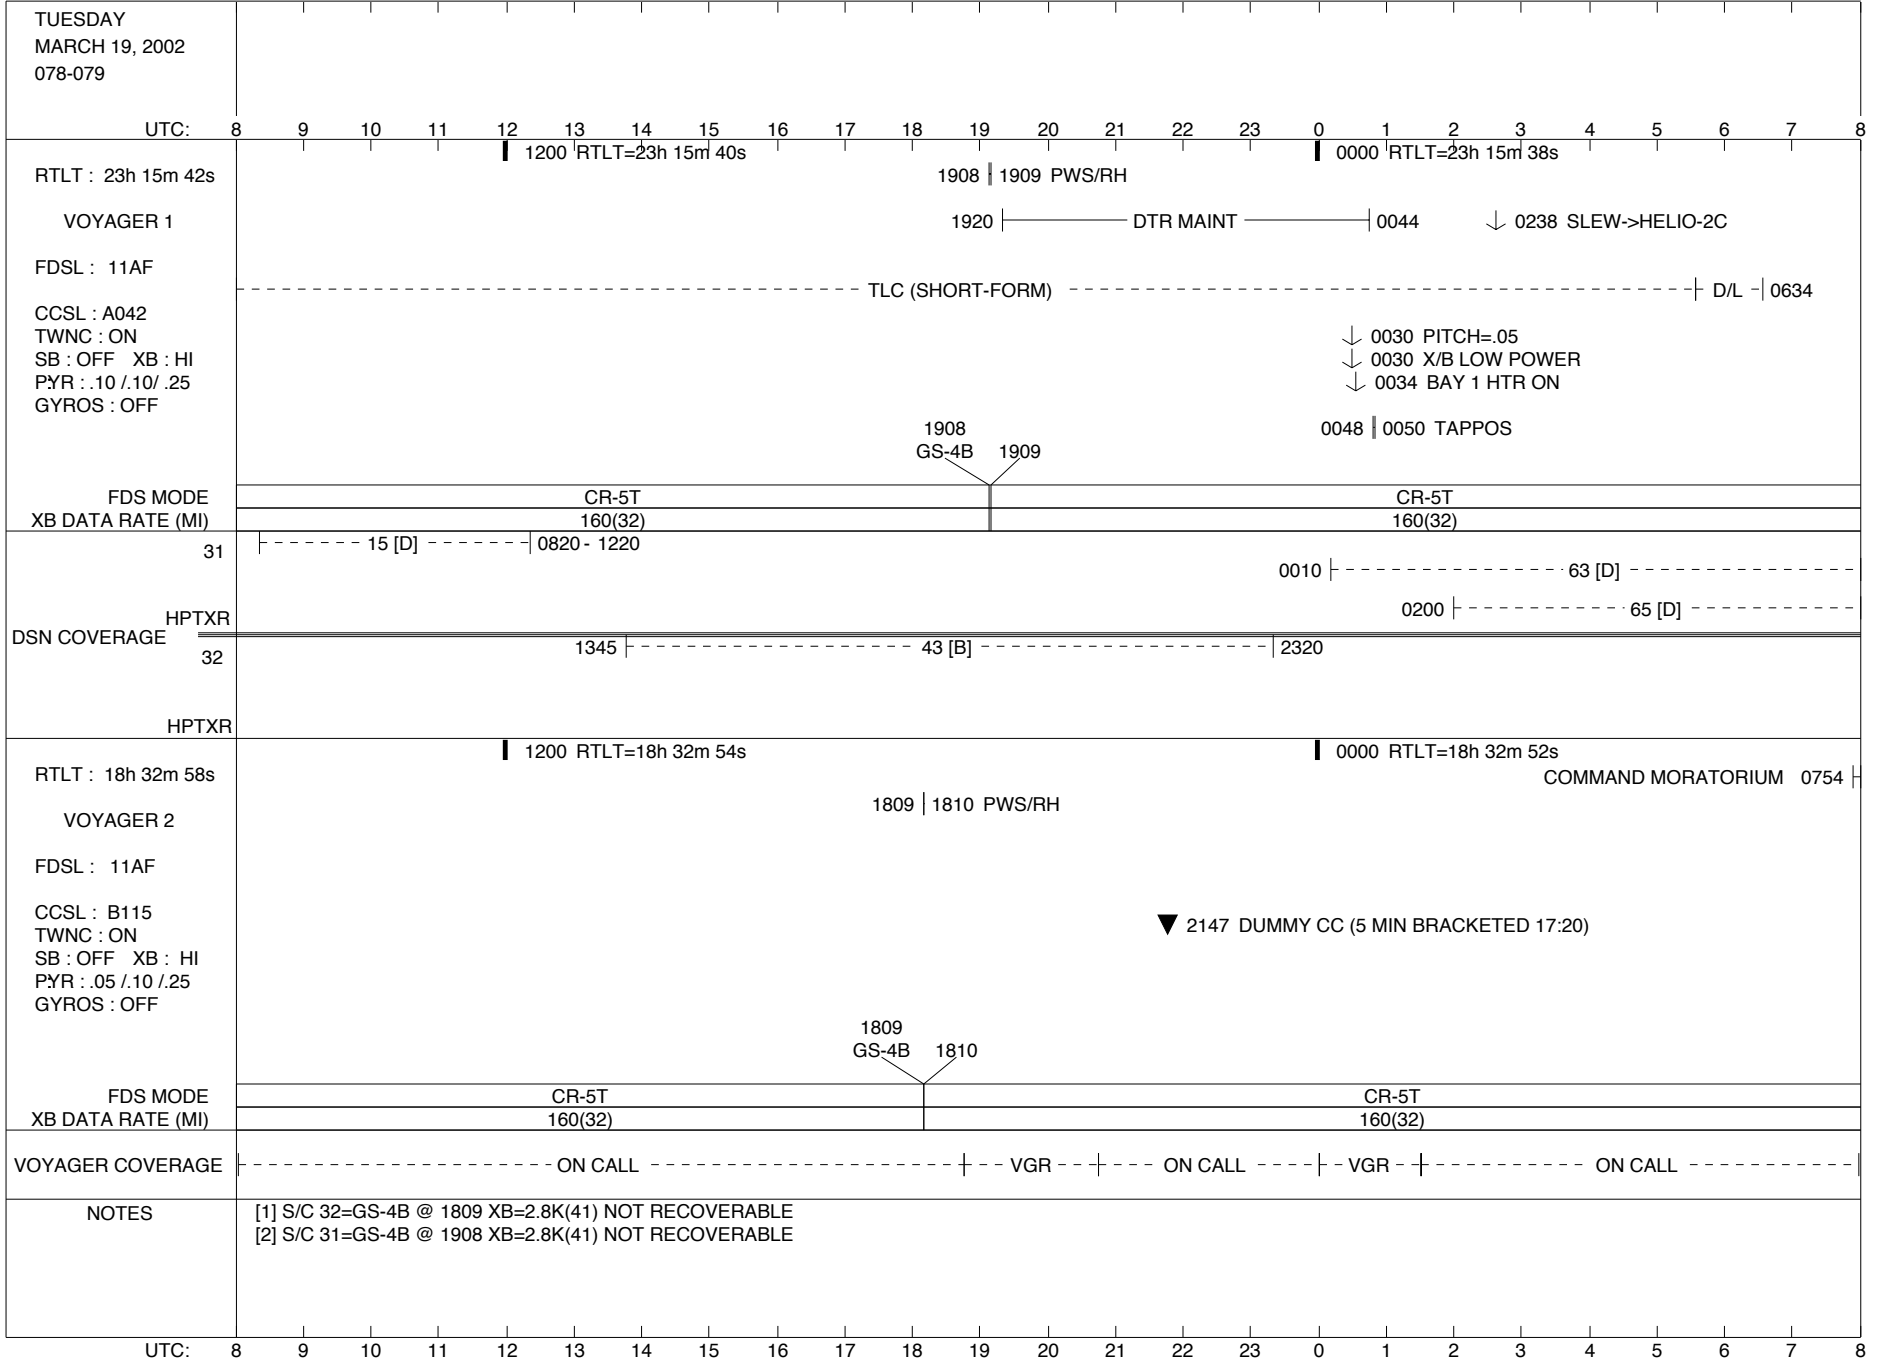 TUESDAY
MARCH 19, 2002
078-079
UTC: 8 9 10 11 12 13 14 15 16 17 18 19 20 21 22 23 0 1 2 3 4 5 6 7 8
1200 RTLT=23h 15m 40s 0000 RTLT=23h 15m 38s
RTLT : 23h 15m 42s 1908 1909 PWS/RH
VOYAGER 1 1920 DTR MAINT 0044 0238 SLEW->HELIO-2C
FDSL : 11AF
TLC (SHORT-FORM) D/L 0634
CCSL : A042
TWNC : ON 0030 PITCH=.05
SB : OFF XB : HI 0030 X/B LOW POWER
PYR : .10 /.10/ .25 0034 BAY 1 HTR ON
GYROS : OFF
0048 0050 TAPPOS
1908
GS-4B 1909
FDS MODE CR-5T CR-5T
XB DATA RATE (MI) 160(32) 160(32)
31 15 [D] 0820 - 1220
0010 63 [D]
0200 65 [D]
HPTXR
DSN COVERAGE
32 1345 43 [B] 2320
HPTXR
1200 RTLT=18h 32m 54s 0000 RTLT=18h 32m 52s
RTLT : 18h 32m 58s COMMAND MORATORIUM 0754
1809 1810 PWS/RH
VOYAGER 2
FDSL : 11AF
CCSL : B115
2147 DUMMY CC (5 MIN BRACKETED 17:20)
TWNC : ON
SB : OFF XB : HI
PYR : .05 /.10 /.25
GYROS : OFF
1809
GS-4B 1810
FDS MODE CR-5T CR-5T
XB DATA RATE (MI) 160(32) 160(32)
VOYAGER COVERAGE ON CALL VGR ON CALL VGR ON CALL
NOTES [1] S/C 32=GS-4B @ 1809 XB=2.8K(41) NOT RECOVERABLE
[2] S/C 31=GS-4B @ 1908 XB=2.8K(41) NOT RECOVERABLE
UTC: 8 9 10 11 12 13 14 15 16 17 18 19 20 21 22 23 0 1 2 3 4 5 6 7 8